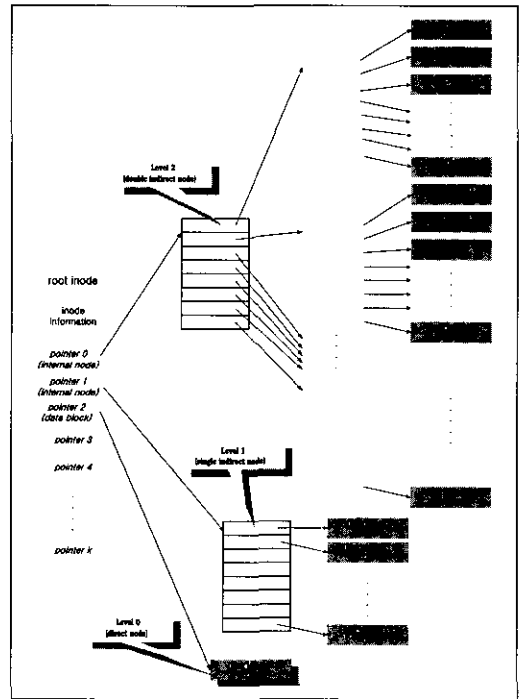 Level 2
(double indirect node)
root inode
inode
information
pointer 0
(internal node)
pointer 1
(internal node)
pointer 2
(data block)
pointer 3
pointer 4
pointer k
Level 1
(single indirect node)
Level 0
(direct node)